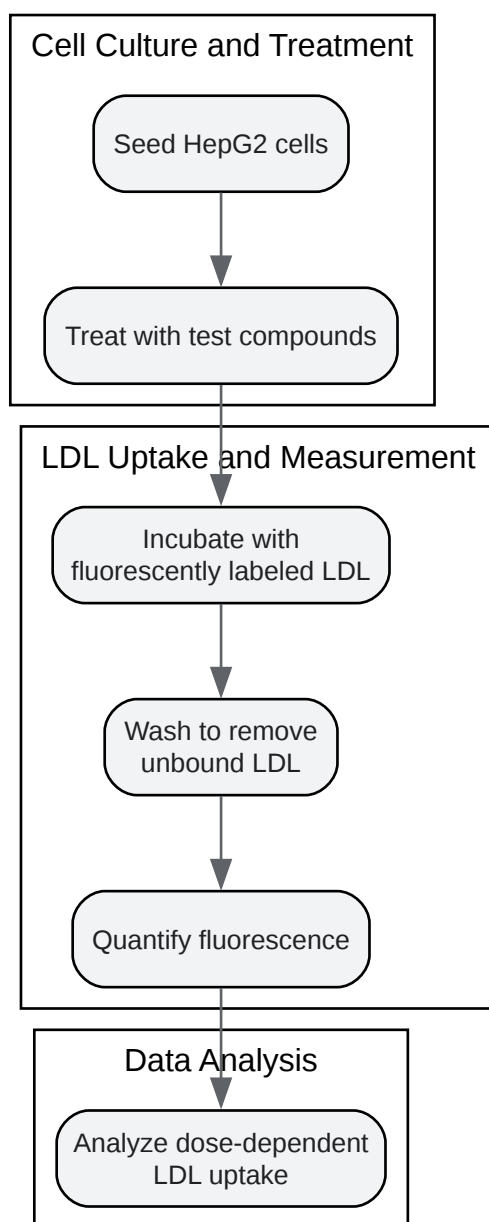 Cell Culture and Treatment
Seed HepG2 cells
Treat with test compounds
LDL Uptake and Measurement
Incubate with
fluorescently labeled LDL
Wash to remove
unbound LDL
Quantify fluorescence
Data Analysis
Analyze dose-dependent
LDL uptake